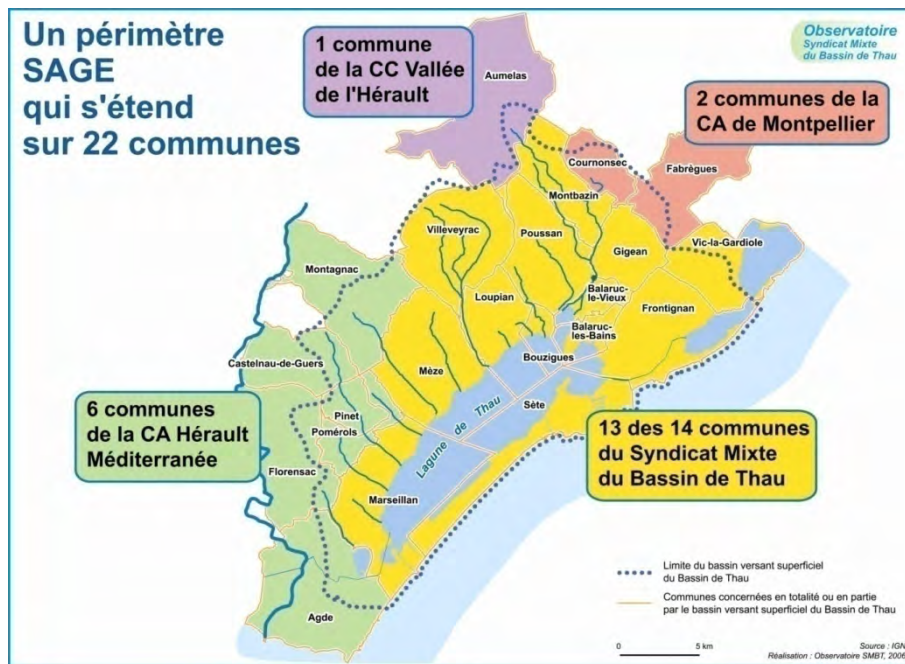 Un périmètre
SAGE
qui s'étend
sur 22 communes
1 commune
de la CC Vallée
de l'Hérault
Observatoire
Syndicat Mixte
du Bassin de Thau
2 communes de la
CA de Montpellier
Aumelas
Cournonsec
Fabrègues
Montbazin
Villeveyrac
Poussan
Vic-la-Gardiole
Gigean
Montagnac
Loupian
Balaruc-
le-Vieux
Frontignan
Balaruc-
les-Bains
Bouzigues
Castelnau-de-Guers
Mèze
Sète
Lagune de Thau
6 communes
de la CA Hérault
Méditerranée
Pinet
Pomérols
13 des 14 communes
du Syndicat Mixte
du Bassin de Thau
Florensac
Marseillan
Agde
Limite du bassin versant superficiel
du Bassin de Thau
Communes concernées en totalité ou en partie
par le bassin versant superficiel du Bassin de Thau
0 5 km
Source : IGN
Réalisation : Observatoire SMBT, 2006